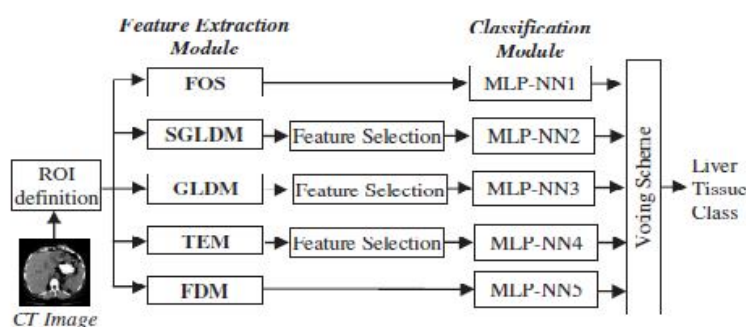 Feature Extraction
Module
Classification
Module
FOS
MLP-NN1
SGLDM
Feature Selection
MLP-NN2
ROI
definition
GLDM
Feature Selection
MLP-NN3
TEM
Feature Selection
MLP-NN4
FDM
MLP-NN5
Voting Scheme
Liver
Tissue
Class
CT Image